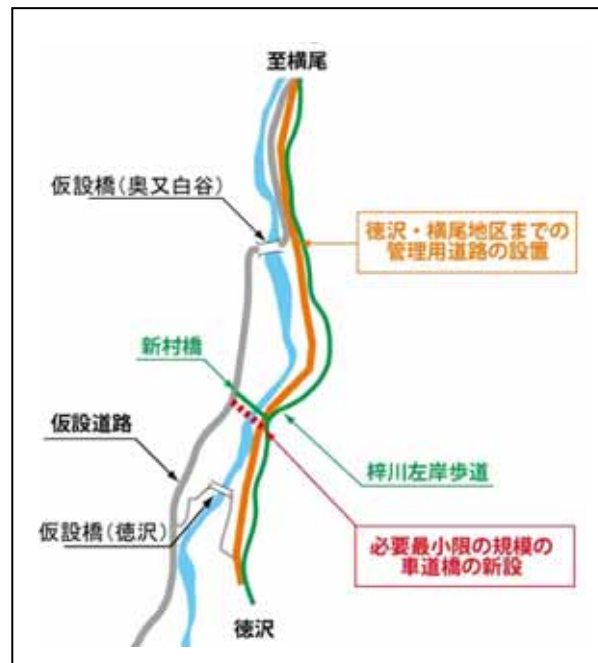 至横尾
仮設橋(奥又白谷)
徳沢・横尾地区までの
管理用道路の設置
新村橋
仮設道路
梓川左岸歩道
仮設橋(徳沢)
必要最小限の規模の
車道橋の新設
徳沢